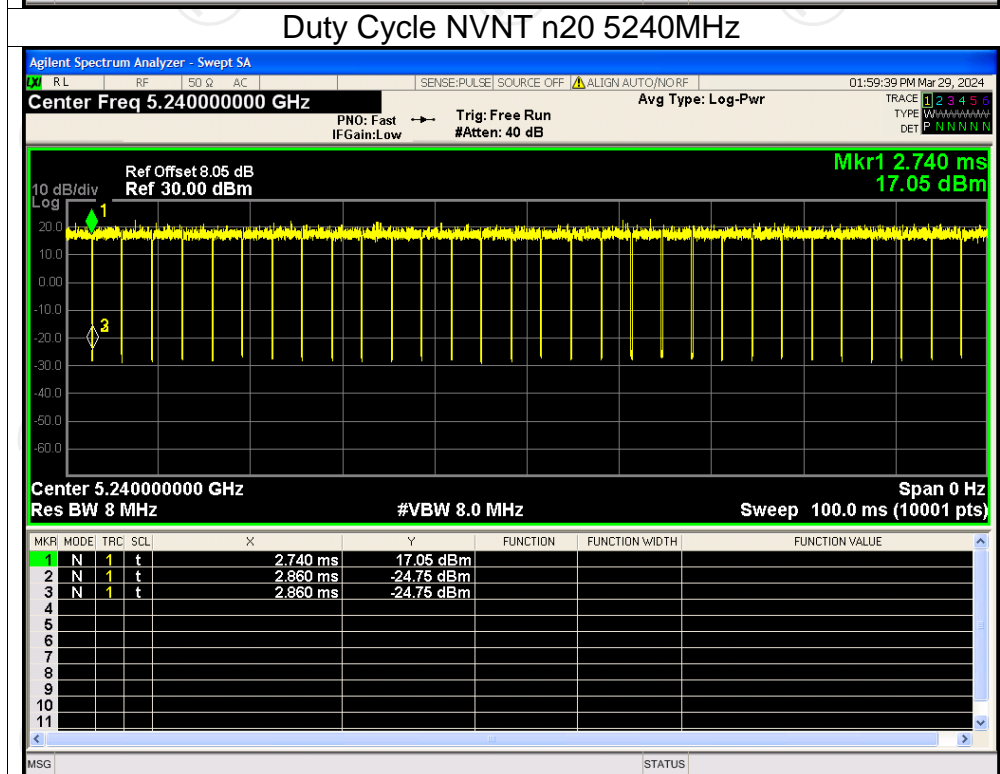 Duty Cycle NVNT n20 5240MHz
Agilent Spectrum Analyzer - Swept SA
LXI RL RF 50 Ω AC SENSE:PULSE SOURCE OFF ALIGN AUTO/NO RF 01:59:39 PM Mar 29, 2024
Center Freq 5.240000000 GHz
PNO: Fast
IFGain:Low
Trig: Free Run
#Atten: 40 dB
Avg Type: Log-Pwr
TRACE 1 2 3 4 5 6
TYPE W
DET P N N N N N
Mkr1 2.740 ms
17.05 dBm
10 dB/div
Log
Ref Offset 8.05 dB
Ref 30.00 dBm
1
20.0
10.0
0.00
-10.0
-20.0
-30.0
-40.0
-50.0
-60.0
Center 5.240000000 GHz Span 0 Hz
Res BW 8 MHz #VBW 8.0 MHz Sweep 100.0 ms (10001 pts)
MKR MODE TRC SCL X Y FUNCTION FUNCTION WIDTH FUNCTION VALUE
1 N 1 t 2.740 ms 17.05 dBm
2 N 1 t 2.860 ms -24.75 dBm
3 N 1 t 2.860 ms -24.75 dBm
4
5
6
7
8
9
10
11
MSG STATUS